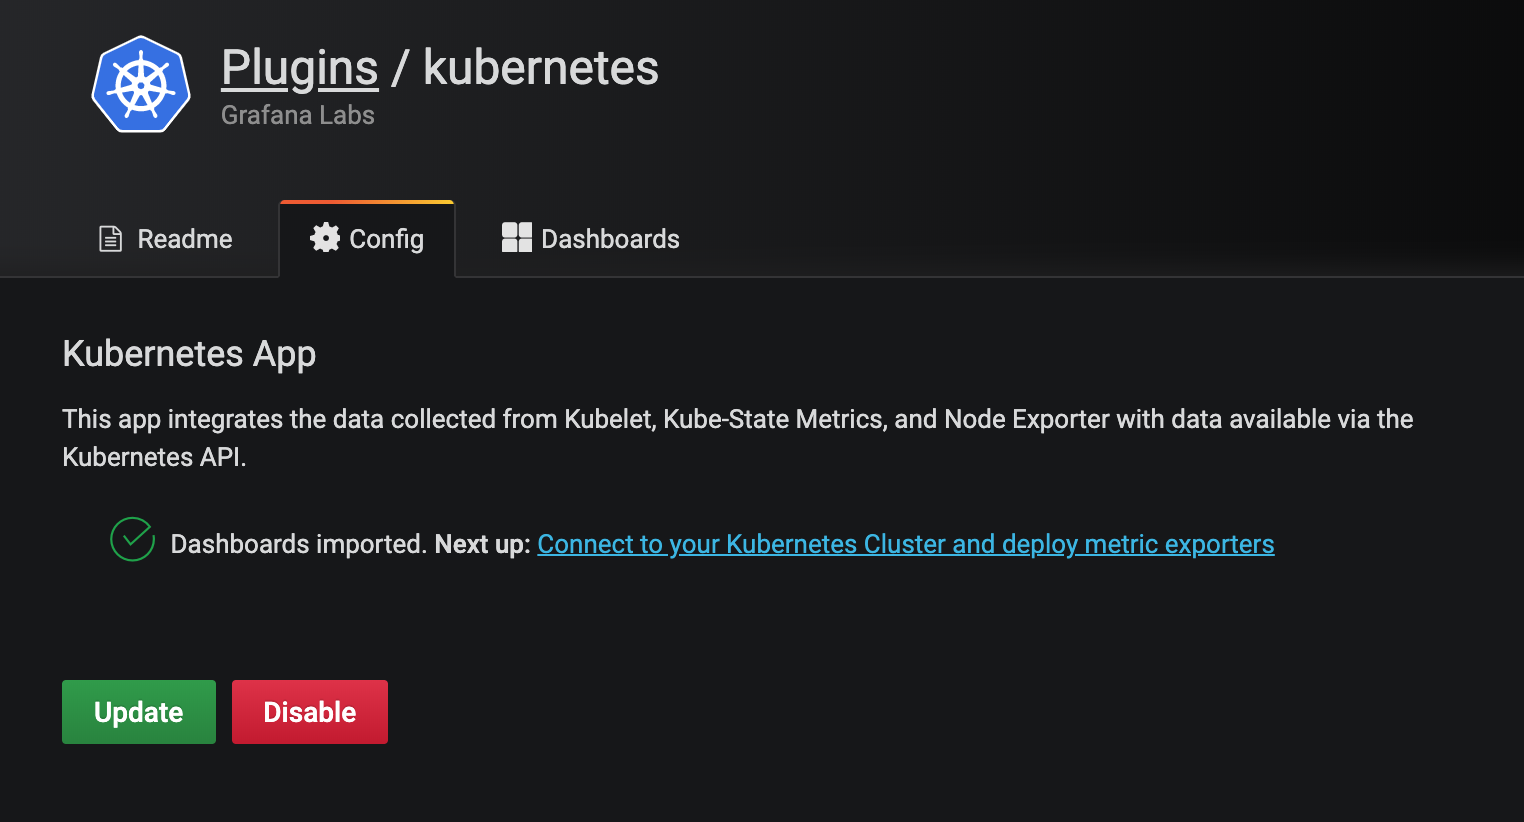 Plugins / kubernetes
Grafana Labs
Readme
Config
Dashboards
Kubernetes App
This app integrates the data collected from Kubelet, Kube-State Metrics, and Node Exporter with data available via the
Kubernetes API.
Dashboards imported. Next up: Connect to your Kubernetes Cluster and deploy metric exporters
Update
Disable